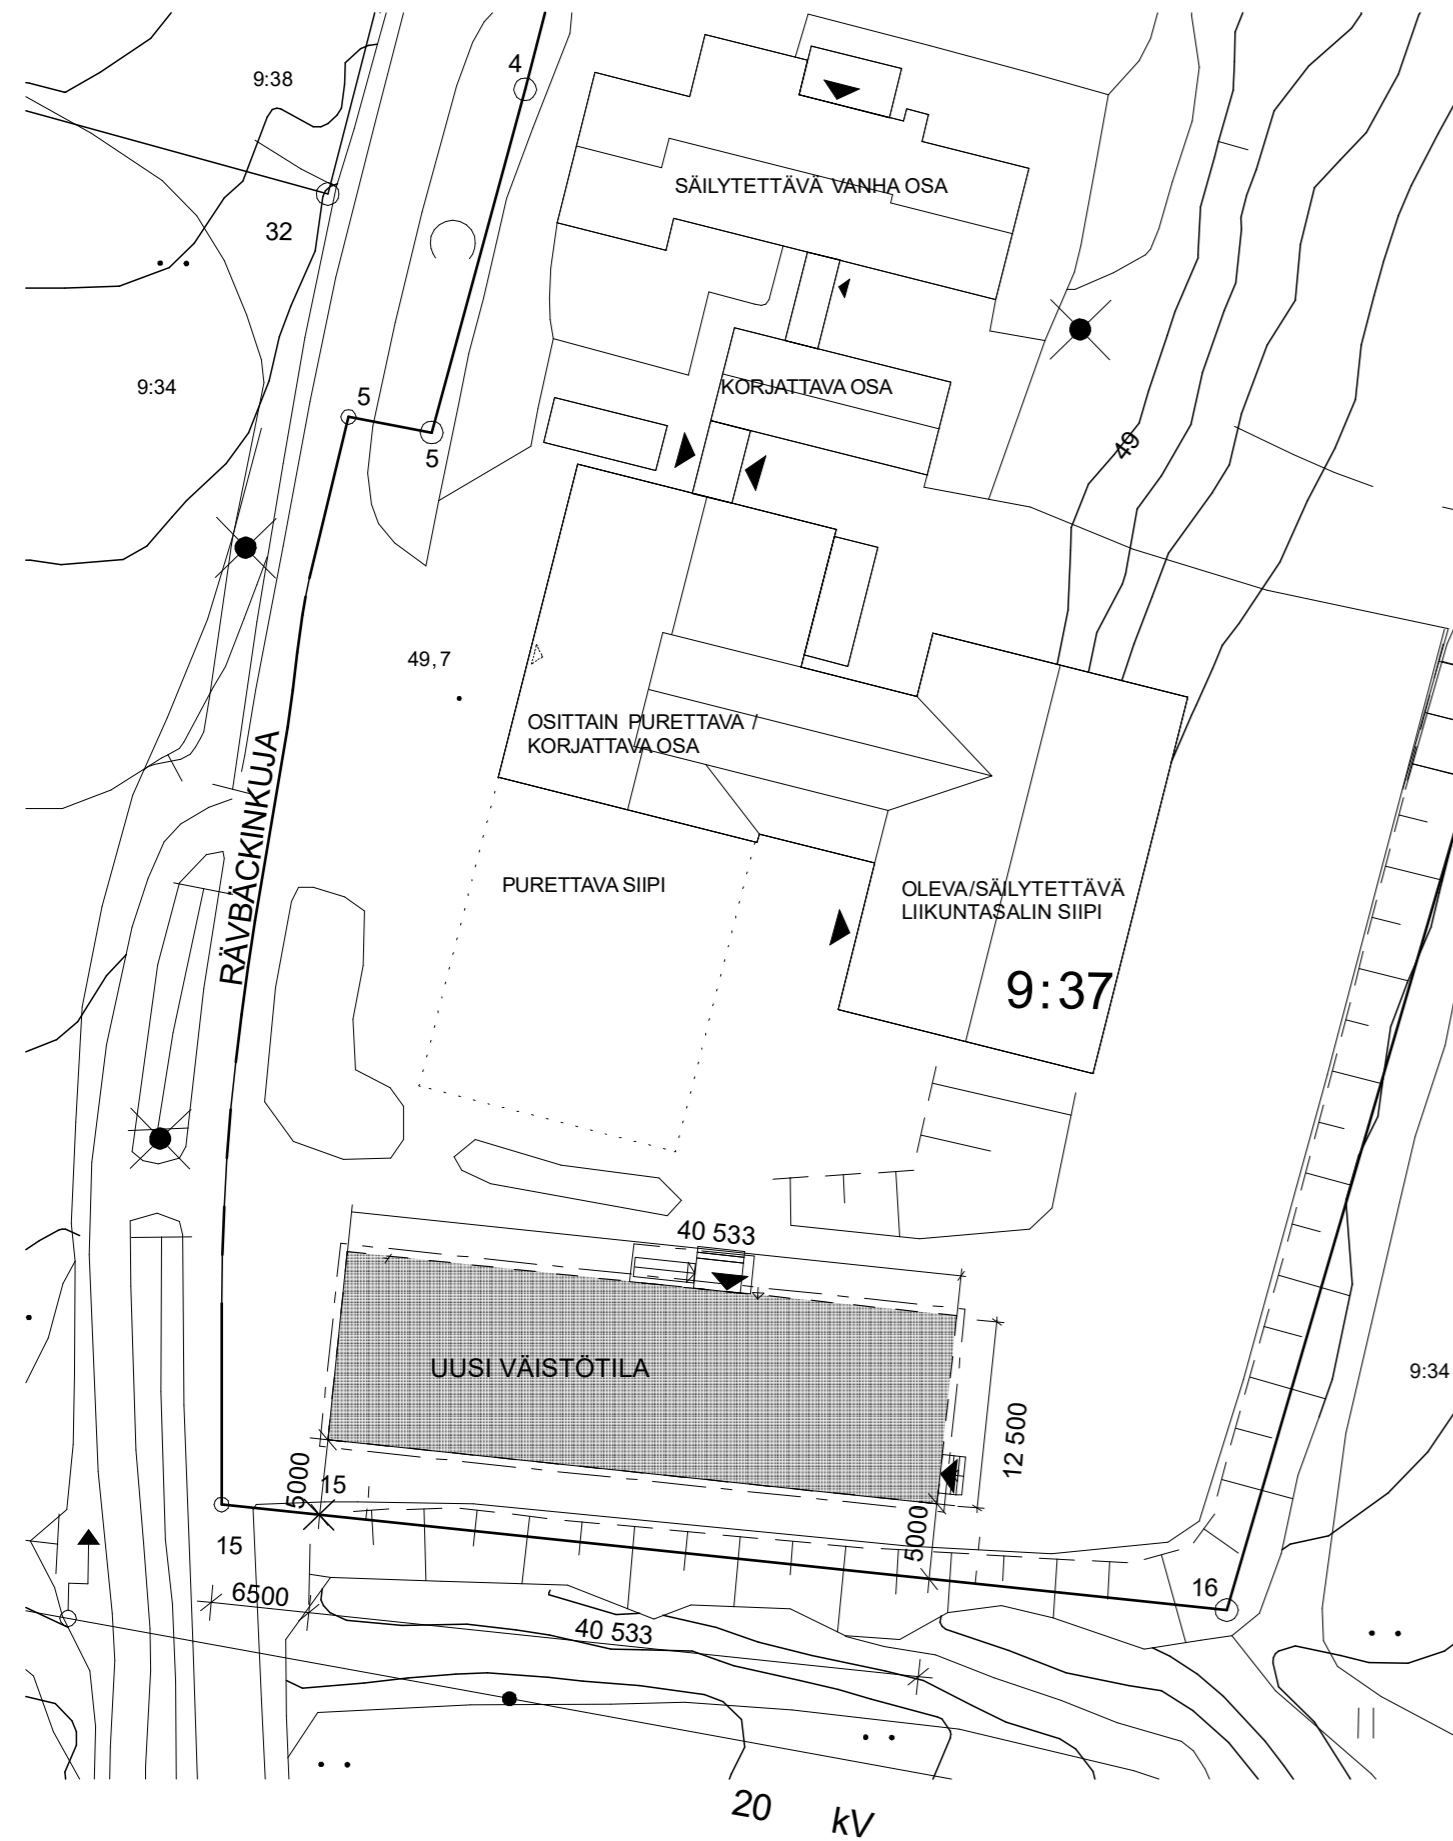 4
9:38
SÄILYTETTÄVÄ VANHA OSA
32
9:34
KORJATTAVA OSA
5
5
49
49,7
OSITTAIN PURETTAVA /
KORJATTAVA OSA
RÄVBÄCKINKUJA
PURETTAVA SIIPI
OLEVA/SÄILYTETTÄVÄ
LIIKUNTASALIN SIIPI
9:37
40 533
UUSI VÄISTÖTILA
9:34
12 500
5000
15
5000
15
16
6500
40 533
20 kV